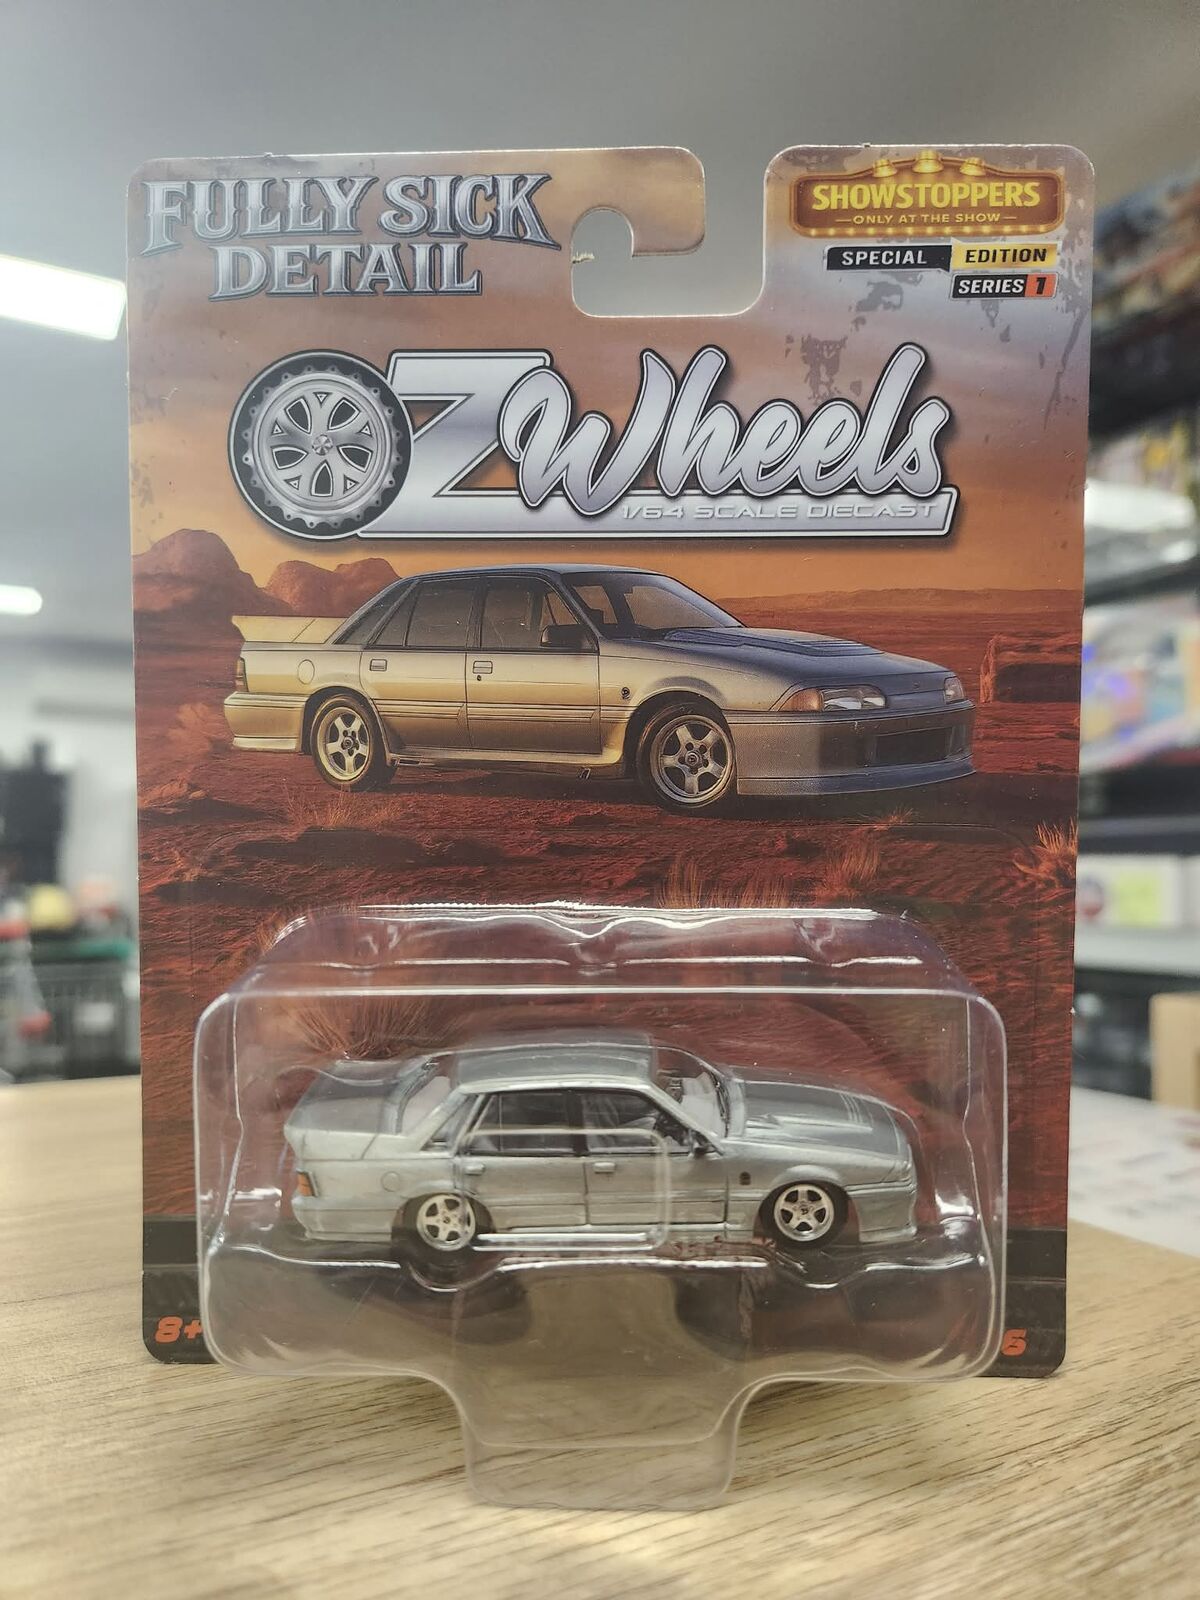 FULLY SICK
DETAIL
SHOWSTOPPERS
ONLY AT THE SHOW
SPECIAL EDITION
SERIES 1
OZ Wheels
1/64 SCALE DIECAST
8+